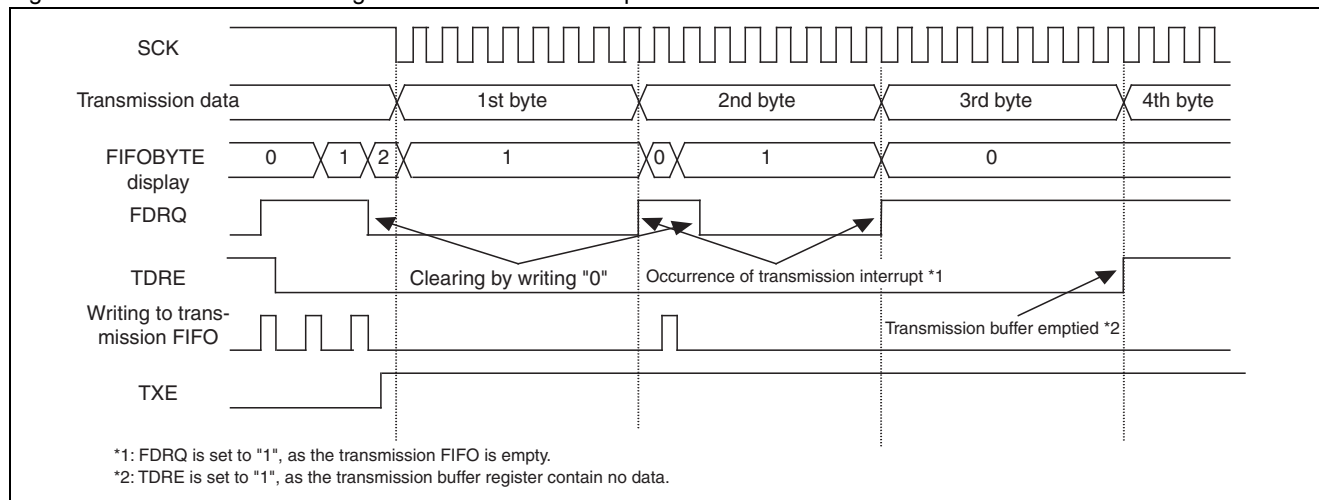 SCK
Transmission data
1st byte
2nd byte
3rd byte
4th byte
FIFOBYTE
display
0
1
2
1
0
1
0
FDRQ
Clearing by writing "0"
Occurrence of transmission interrupt *1
TDRE
Writing to trans-
mission FIFO
Transmission buffer emptied *2
TXE
*1: FDRQ is set to "1", as the transmission FIFO is empty.
*2: TDRE is set to "1", as the transmission buffer register contain no data.